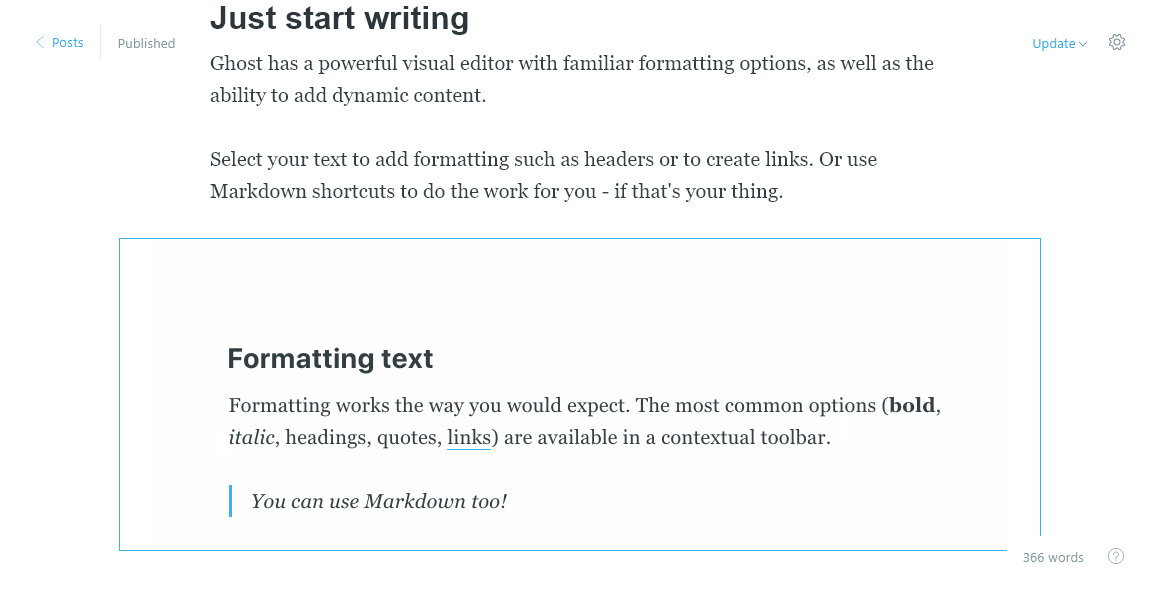 Just start writing
Posts
Published
Update
Ghost has a powerful visual editor with familiar formatting options, as well as the
ability to add dynamic content.
Select your text to add formatting such as headers or to create links. Or use
Markdown shortcuts to do the work for you - if that's your thing.
Formatting text
Formatting works the way you would expect. The most common options (bold,
italic, headings, quotes, links) are available in a contextual toolbar.
You can use Markdown too!
366 words
?